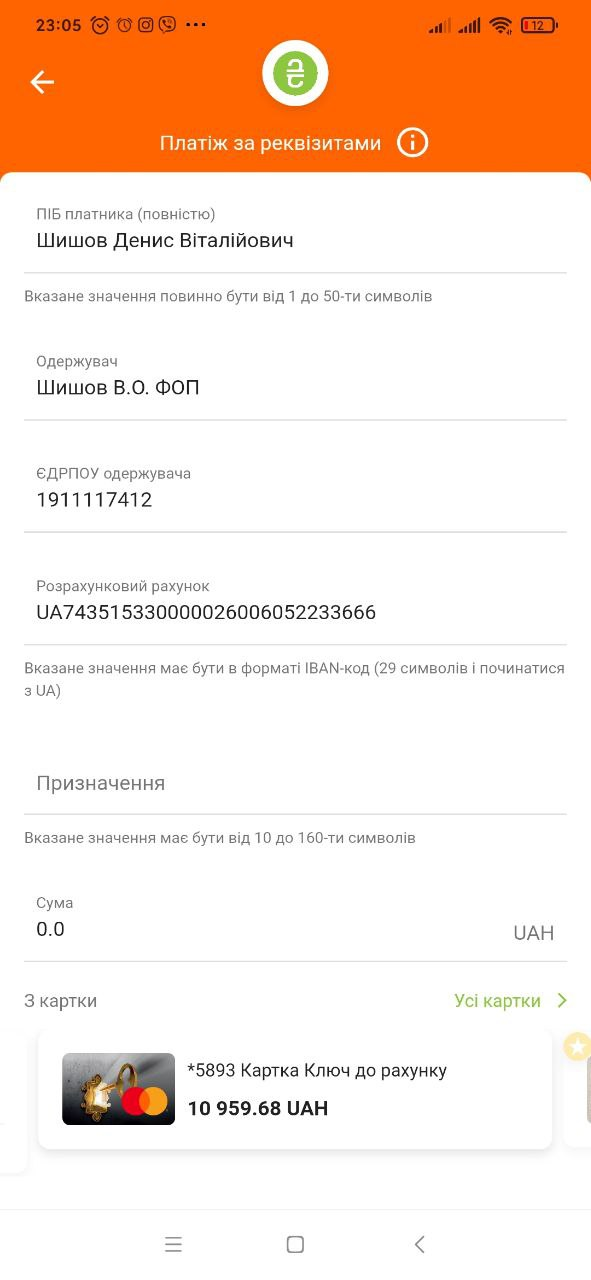 23:05
12
Платіж за реквізитами
ПІБ платника (повністю)
Шишов Денис Віталійович
Вказане значення повинно бути від 1 до 50-ти символів
Одержувач
Шишов В.О. ФОП
ЄДРПОУ одержувача
1911117412
Розрахунковий рахунок
UA743515330000026006052233666
Вказане значення має бути в форматі IBAN-код (29 символів і починатися
з UA)
Призначення
Вказане значення має бути від 10 до 160-ти символів
Сума
0.0
UAH
З картки
Усі картки
*5893 Картка Ключ до рахунку
10 959.68 UAH